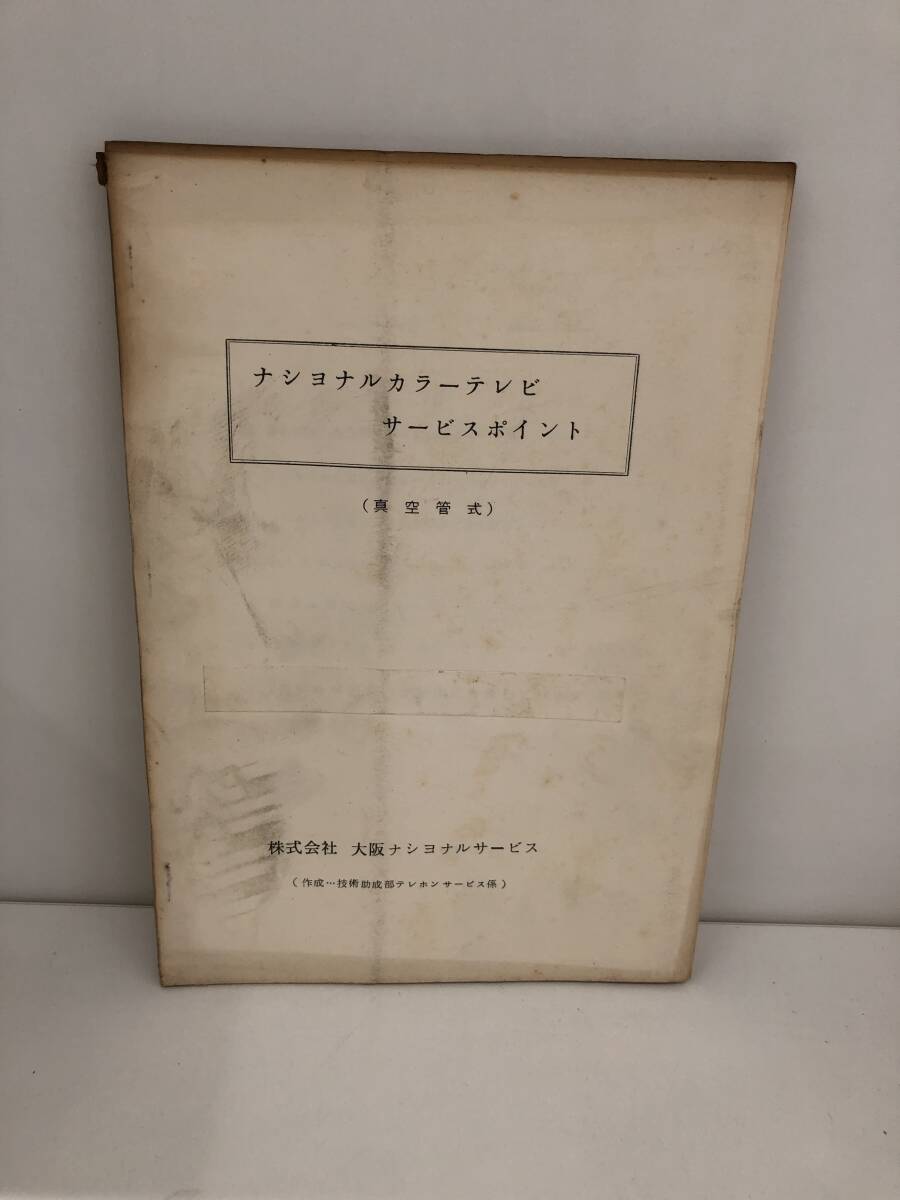 ナシヨナルカラーテレビ
サービスポイント
（真空管式）
株式会社 大阪ナシヨナルサービス
（作成…技術助成部テレホンサービス係）